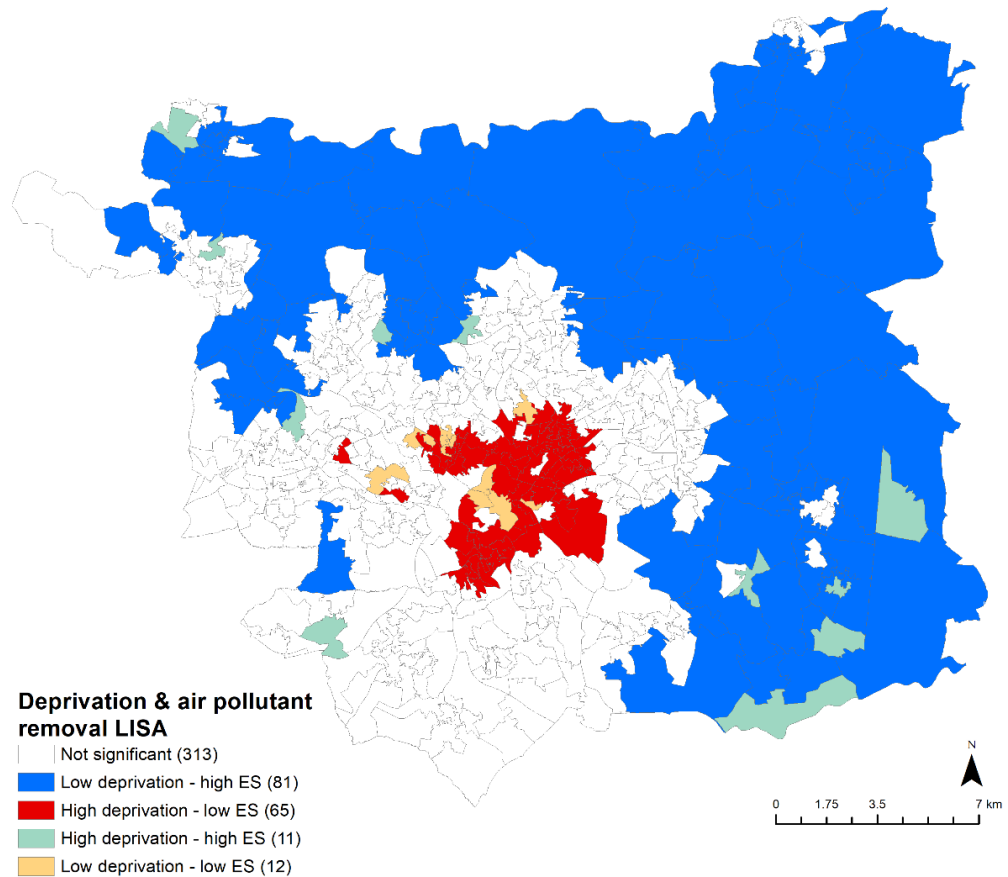 Deprivation & air pollutant
removal LISA
Not significant (313)
Low deprivation - high ES (81)
High deprivation - low ES (65)
High deprivation - high ES (11)
Low deprivation - low ES (12)
N
0 1.75 3.5 7 km